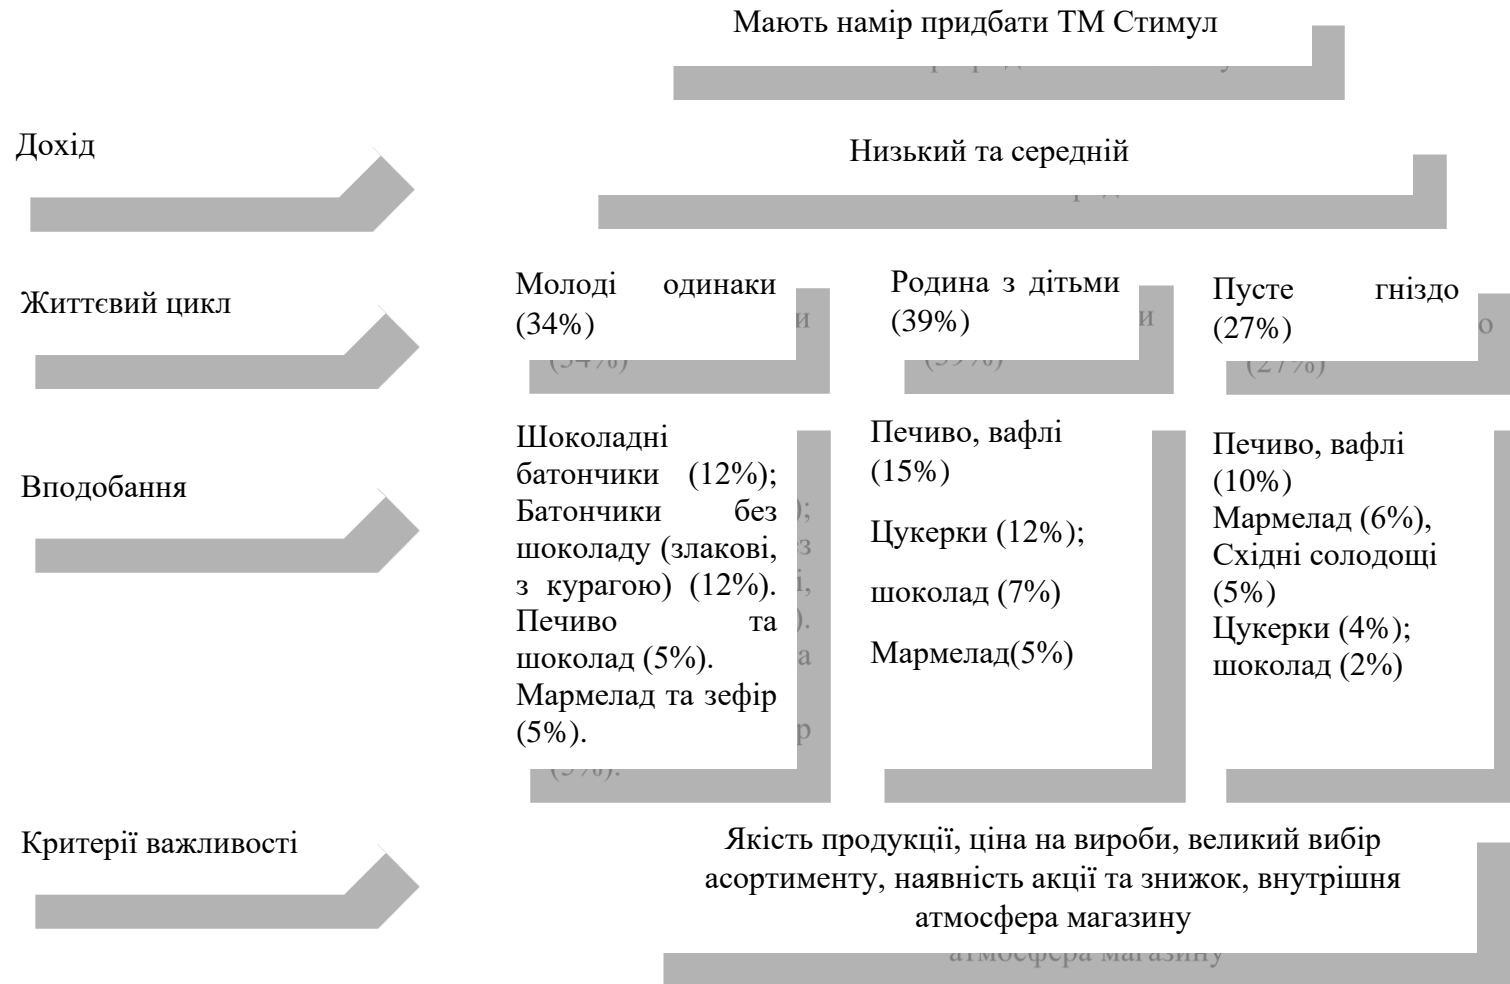 Мають намір придбати ТМ Стимул
Дохід
Низький та середній
Життєвий цикл
Молоді одинаки
(34%)
Родина з дітьми
(39%)
Пусте гніздо
(27%)
Вподобання
Шоколадні
батончики (12%);
Батончики без
шоколаду (злакові,
з курагою) (12%).
Печиво та
шоколад (5%).
Мармелад та зефір
(5%).
Печиво, вафлі
(15%)
Цукерки (12%);
шоколад (7%)
Мармелад(5%)
Печиво, вафлі
(10%)
Мармелад (6%),
Східні солодощі
(5%)
Цукерки (4%);
шоколад (2%)
Критерії важливості
Якість продукції, ціна на вироби, великий вибір
асортименту, наявність акції та знижок, внутрішня
атмосфера магазину